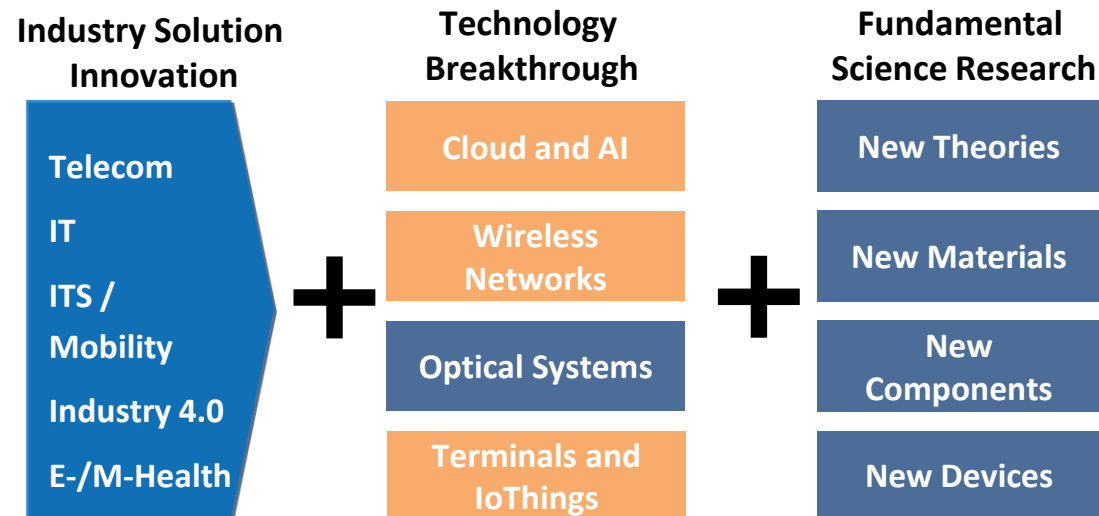 Industry Solution
Innovation
Telecom
IT
ITS /
Mobility
Industry 4.0
E-/M-Health
Technology
Breakthrough
Cloud and AI
Wireless
Networks
Optical Systems
Terminals and
IoThings
Fundamental
Science Research
New Theories
New Materials
New
Components
New Devices